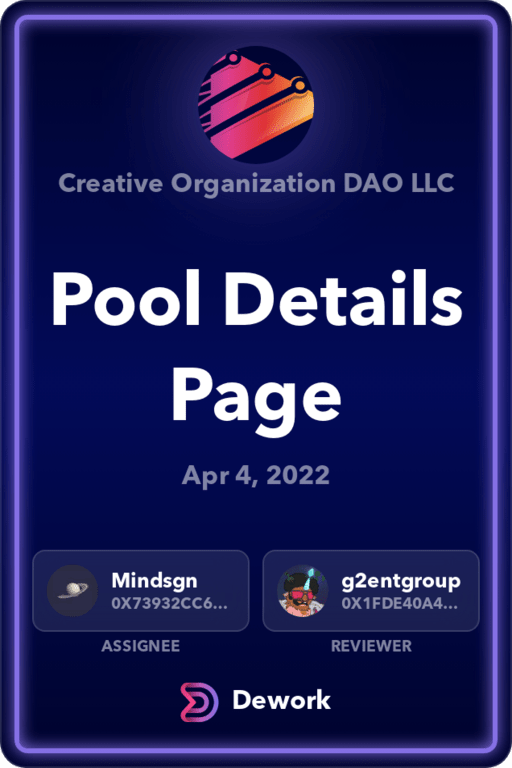 Creative Organization DAO LLC
Pool Details
Page
Apr 4, 2022
Mindsgn
0X73932CC6...
ASSIGNEE
g2entgroup
0X1FDE40A4...
REVIEWER
Dework